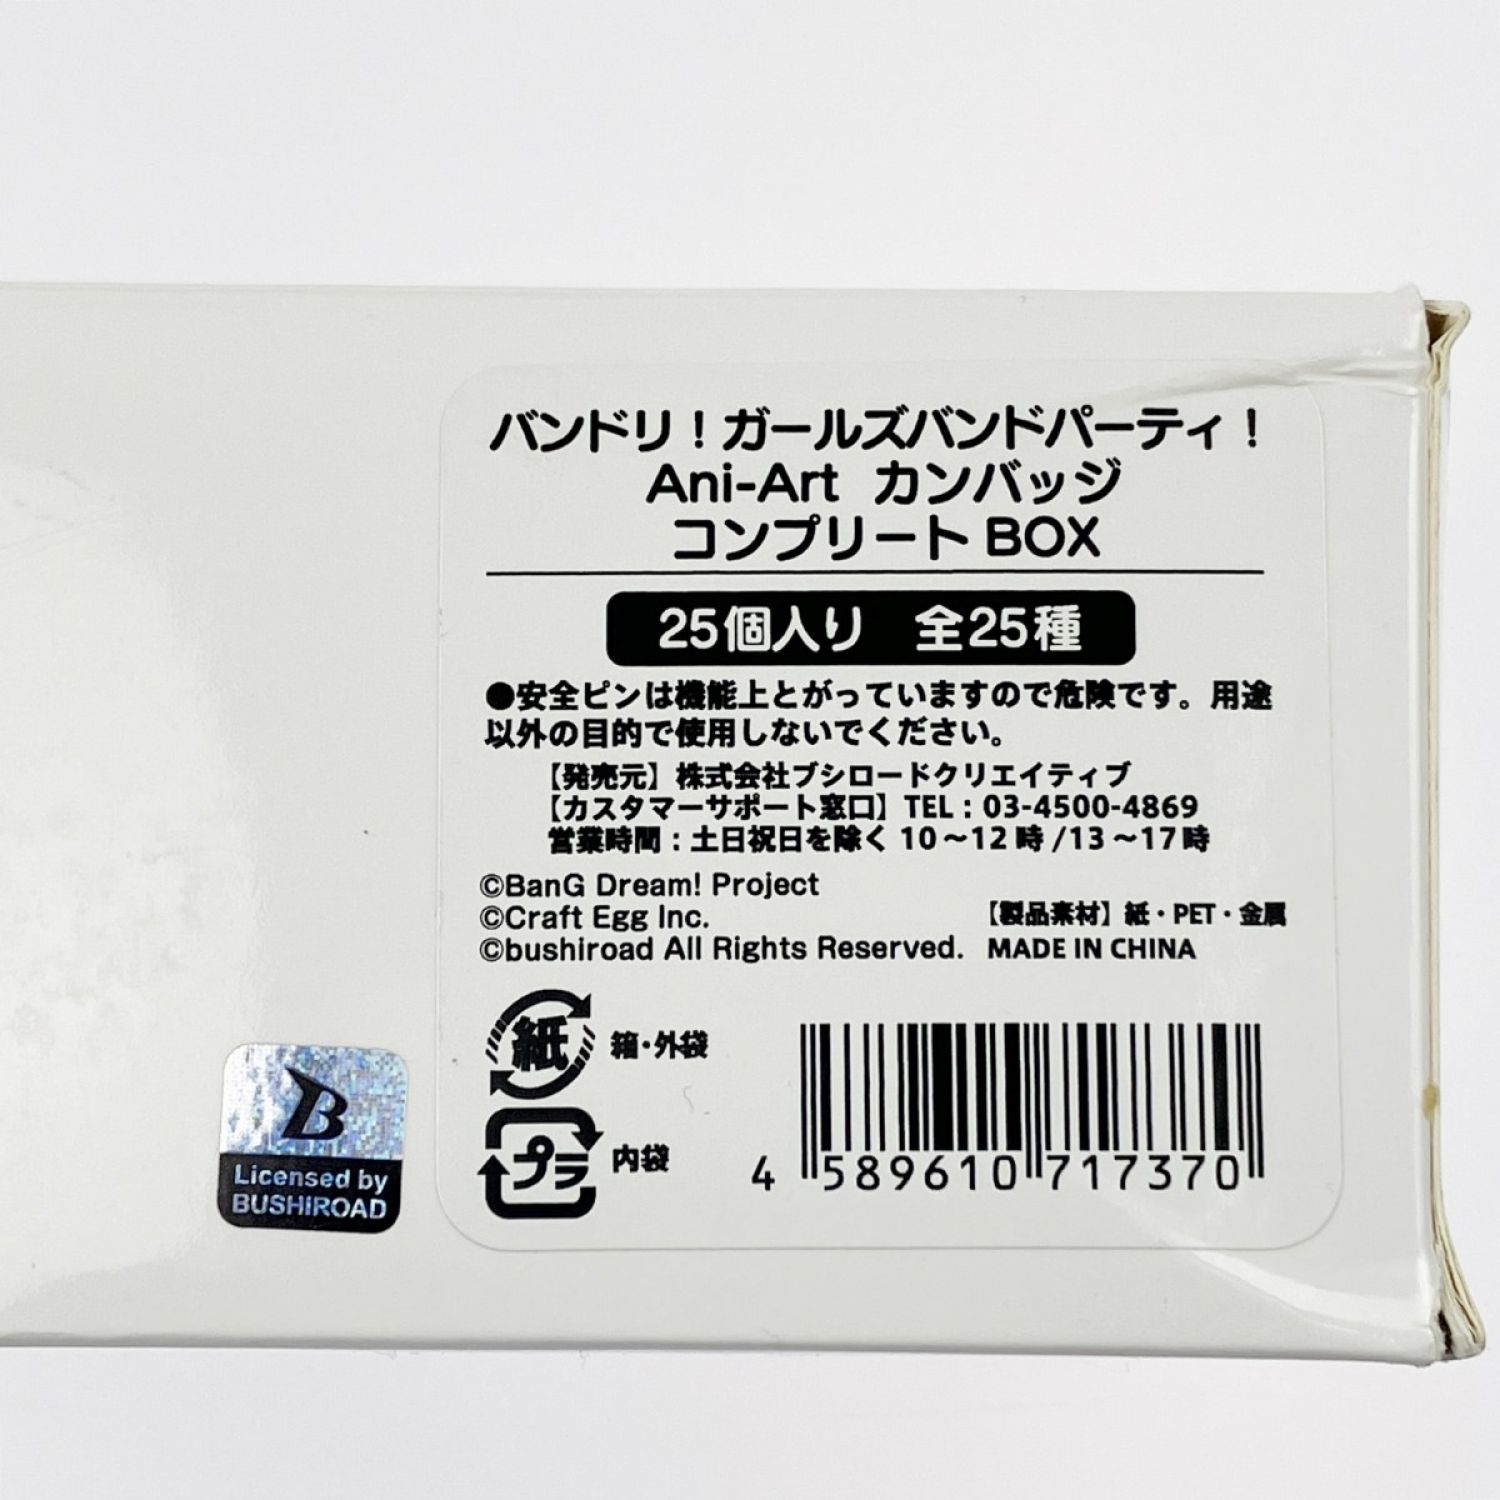 バンドリ！ガールズバンドパーティ！
Ani-Art カンバッジ
コンプリート BOX
25個入り 全25種
●安全ピンは機能上とがっていますので危険です。用途
以外の目的で使用しないでください。
【発売元】株式会社ブシロードクリエイティブ
【カスタマーサポート窓口】TEL：03-4500-4869
営業時間：土日祝日を除く 10～12時/13～17時
©BanG Dream! Project
©Craft Egg Inc.
【製品素材】紙・PET・金属
©bushiroad All Rights Reserved.
MADE IN CHINA
紙 箱・外袋
プラ 内袋
4 589610 717370
B
Licensed by
BUSHIROAD